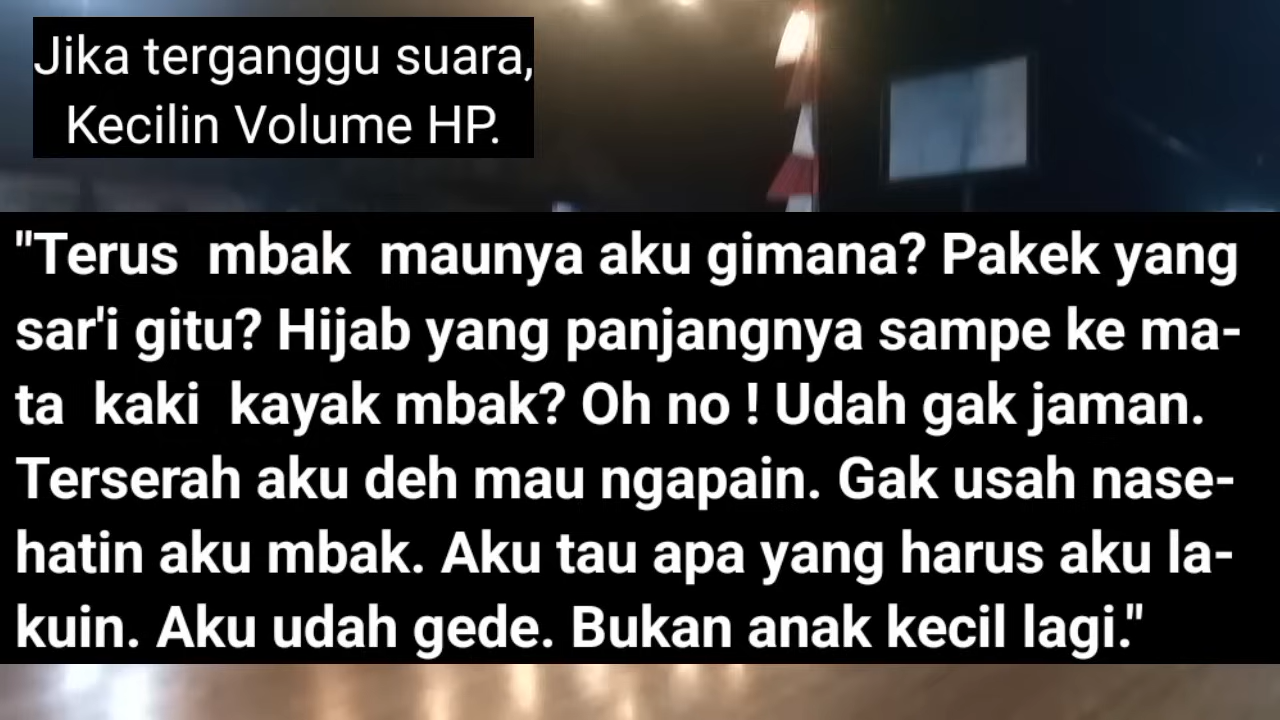 Jika terganggu suara,
Kecilin Volume HP.
"Terus mbak maunya aku gimana? Pakek yang
sar'i gitu? Hijab yang panjangnya sampe ke ma-
ta kaki kayak mbak? Oh no ! Udah gak jaman.
Terserah aku deh mau ngapain. Gak usah nase-
hatin aku mbak. Aku tau apa yang harus aku la-
kuin. Aku udah gede. Bukan anak kecil lagi."